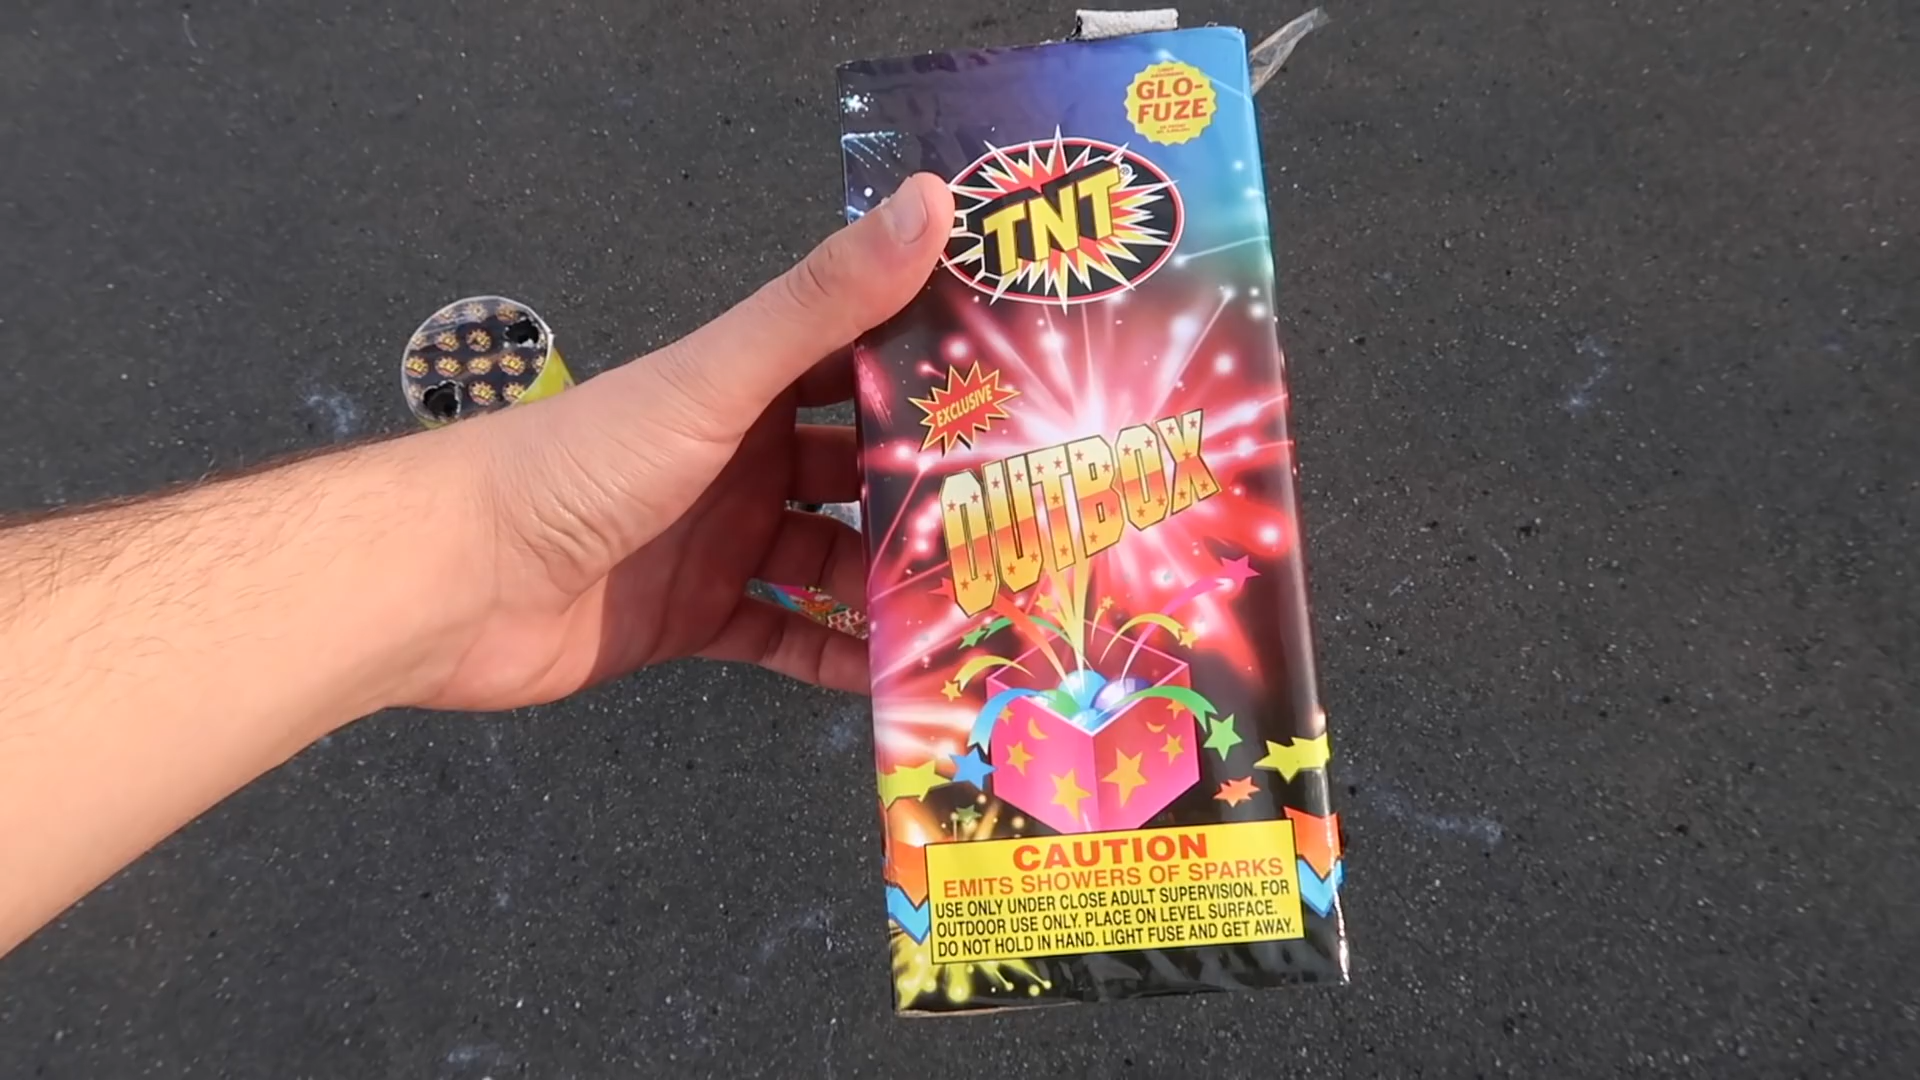 GLO-
FUZE
TNT®
EXCLUSIVE
OUTBOX
CAUTION
EMITS SHOWERS OF SPARKS
USE ONLY UNDER CLOSE ADULT SUPERVISION. FOR
OUTDOOR USE ONLY. PLACE ON LEVEL SURFACE.
DO NOT HOLD IN HAND. LIGHT FUSE AND GET AWAY.